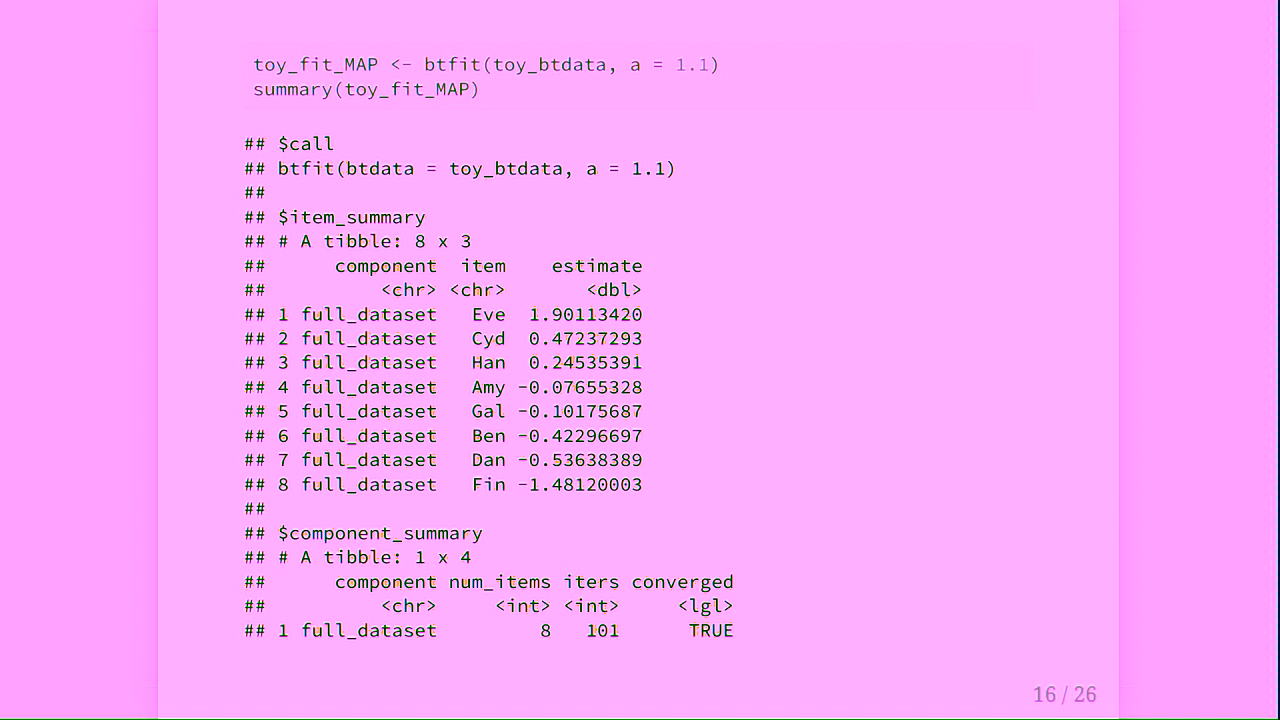 toy_fit_MAP <- btfit(toy_btdata, a = 1.1)
summary(toy_fit_MAP)
## $call
## btfit(btdata = toy_btdata, a = 1.1)
##
## $item_summary
## # A tibble: 8 x 3
##      component  item    estimate
##          <chr> <chr>       <dbl>
## 1 full_dataset   Eve  1.90113420
## 2 full_dataset   Cyd  0.47237293
## 3 full_dataset   Han  0.24535391
## 4 full_dataset   Amy -0.07655328
## 5 full_dataset   Gal -0.10175687
## 6 full_dataset   Ben -0.42296697
## 7 full_dataset   Dan -0.53638389
## 8 full_dataset   Fin -1.48120003
##
## $component_summary
## # A tibble: 1 x 4
##      component num_items iters converged
##          <chr>     <int> <int>     <lgl>
## 1 full_dataset         8   101      TRUE
16 / 26